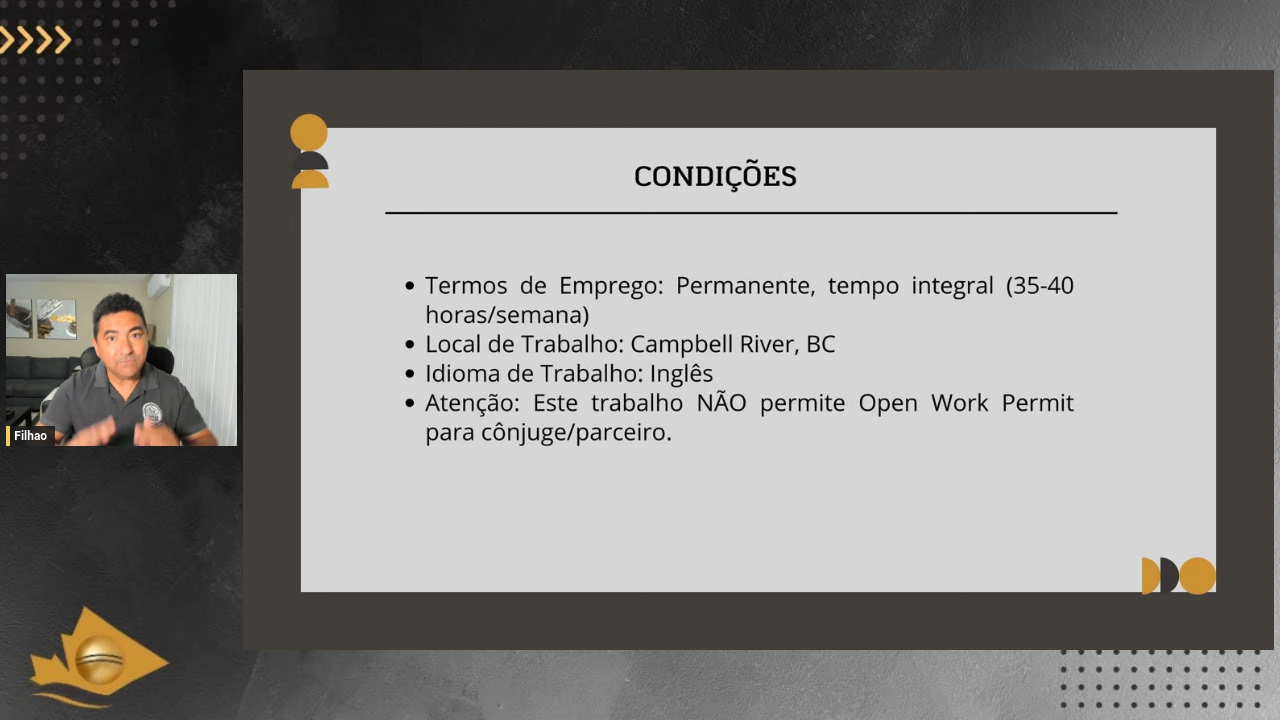 CONDIÇÕES
Termos de Emprego: Permanente, tempo integral (35-40
horas/semana)
Local de Trabalho: Campbell River, BC
Idioma de Trabalho: Inglês
Atenção: Este trabalho NÃO permite Open Work Permit
para cônjuge/parceiro.
Filhao